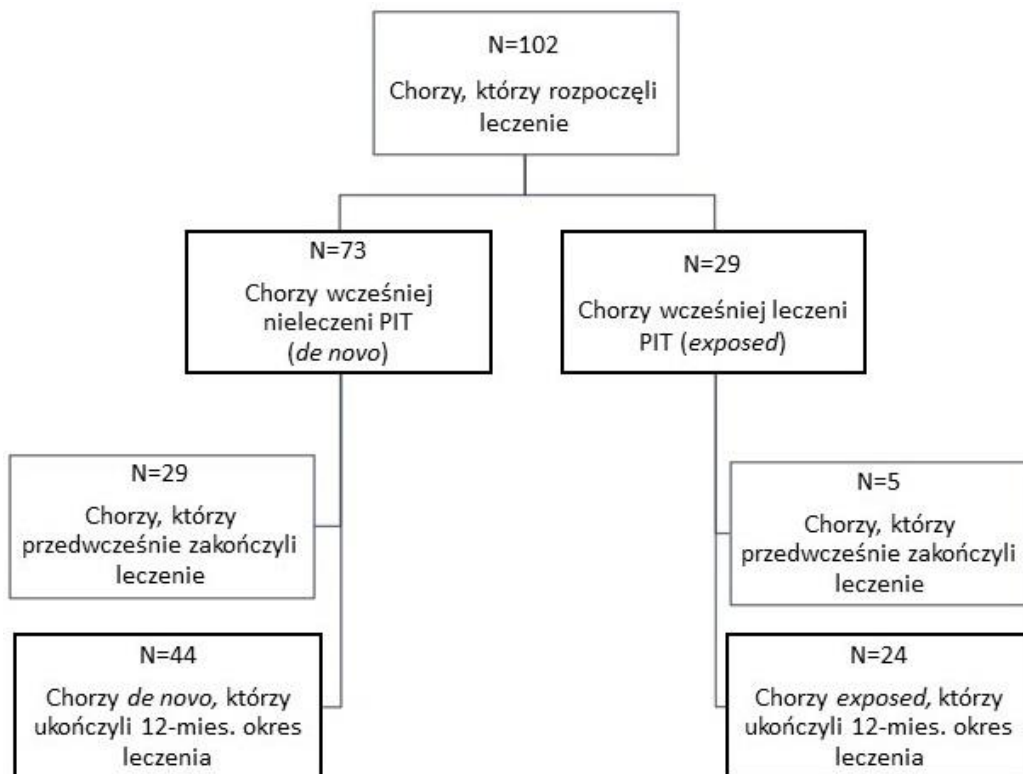 N=102
Chorzy, którzy rozpoczęli
leczenie
N=73
Chorzy wcześniej
nieleczeni PIT
(de novo)
N=29
Chorzy wcześniej leczeni
PIT (exposed)
N=29
Chorzy, którzy
przedwcześnie zakończyli
leczenie
N=5
Chorzy, którzy
przedwcześnie zakończyli
leczenie
N=44
Chorzy de novo, którzy
ukończyli 12-mies. okres
leczenia
N=24
Chorzy exposed, którzy
ukończyli 12-mies. okres
leczenia